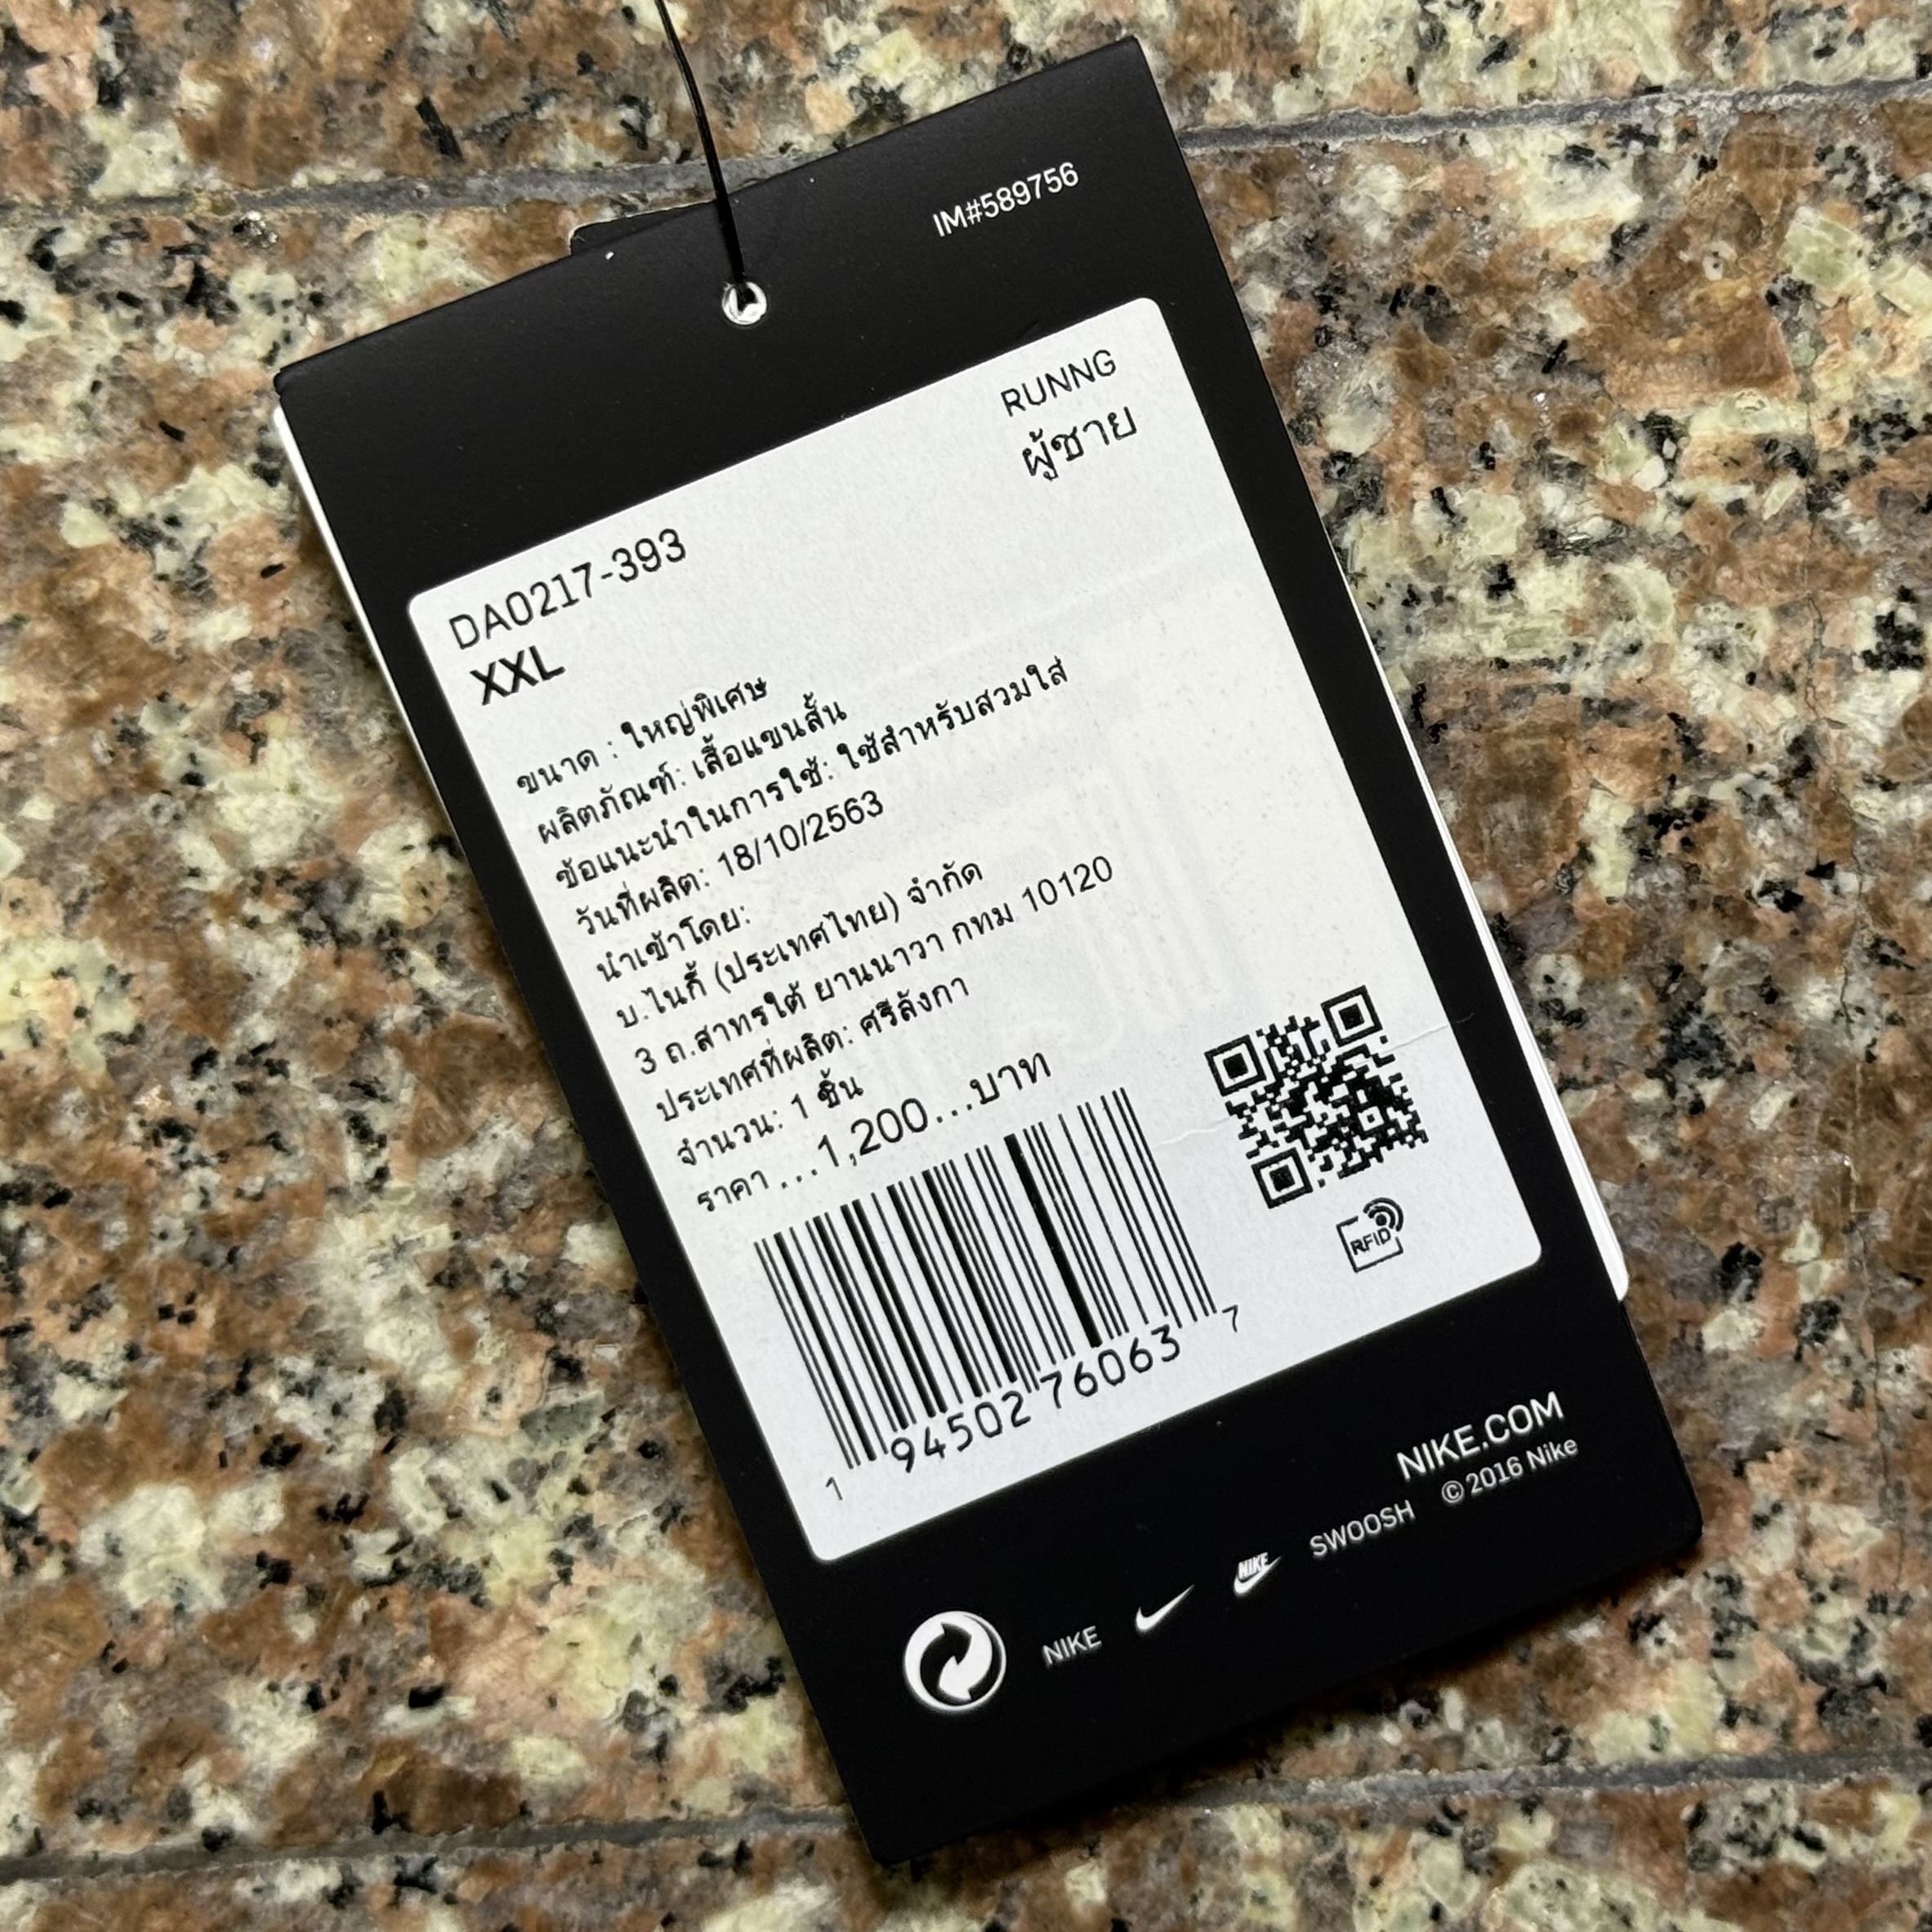 IM#589756
RUNNG
ผู้ชาย
DA0217-393
XXL
ขนาด : ใหญ่พิเศษ
ผลิตภัณฑ์: เสื้อแขนสั้น
ข้อแนะนำในการใช้: ใช้สำหรับสวมใส่
วันที่ผลิต: 18/10/2563
นำเข้าโดย:
บ.ไนกี้ (ประเทศไทย) จำกัด
3 ถ.สาทรใต้ ยานนาวา กทม 10120
ประเทศที่ผลิต: ศรีลังกา
จำนวน: 1 ชิ้น
ราคา ...1,200...บาท
RFID
1 94502 76063 7
NIKE.COM
NIKE NIKE SWOOSH ©2016 Nike